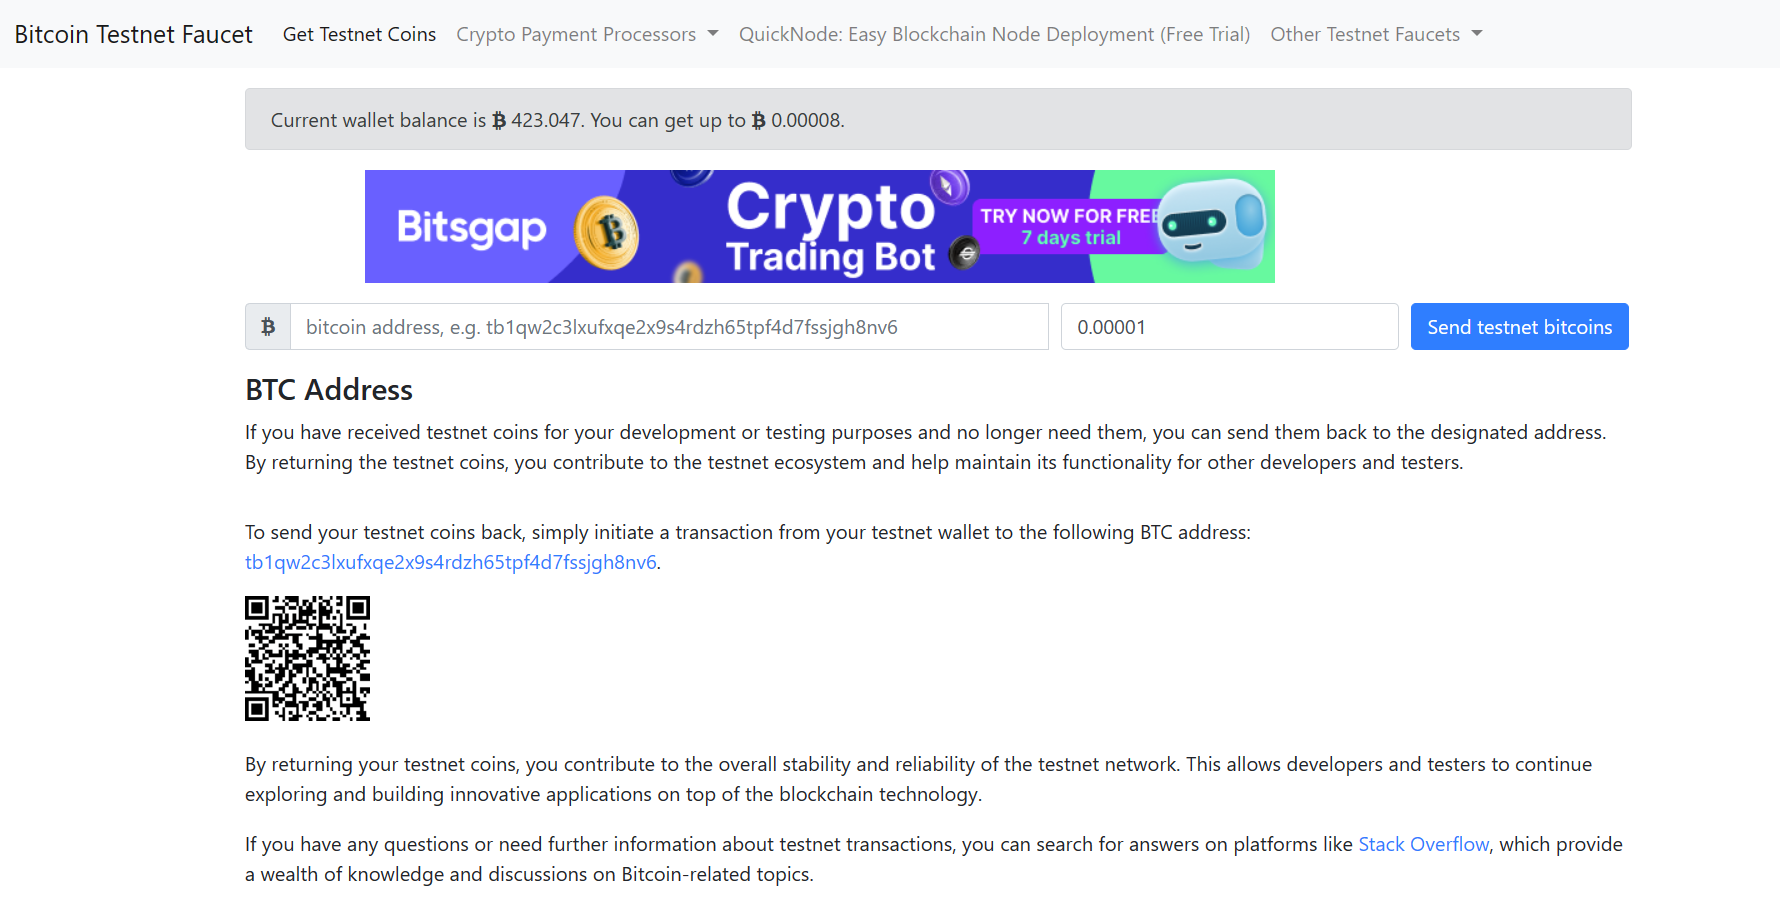 Bitcoin Testnet Faucet Get Testnet Coins Crypto Payment Processors QuickNode: Easy Blockchain Node Deployment (Free Trial) Other Testnet Faucets
Current wallet balance is ₿ 423.047. You can get up to ₿ 0.00008.
Bitsgap
Crypto
Trading Bot
TRY NOW FOR FREE
7 days trial
₿ bitcoin address, e.g. tb1qw2c3lxufxqe2x9s4rdzh65tpf4d7fssjgh8nv6 0.00001 Send testnet bitcoins
BTC Address
If you have received testnet coins for your development or testing purposes and no longer need them, you can send them back to the designated address.
By returning the testnet coins, you contribute to the testnet ecosystem and help maintain its functionality for other developers and testers.
To send your testnet coins back, simply initiate a transaction from your testnet wallet to the following BTC address:
tb1qw2c3lxufxqe2x9s4rdzh65tpf4d7fssjgh8nv6.
By returning your testnet coins, you contribute to the overall stability and reliability of the testnet network. This allows developers and testers to continue
exploring and building innovative applications on top of the blockchain technology.
If you have any questions or need further information about testnet transactions, you can search for answers on platforms like Stack Overflow, which provide
a wealth of knowledge and discussions on Bitcoin-related topics.